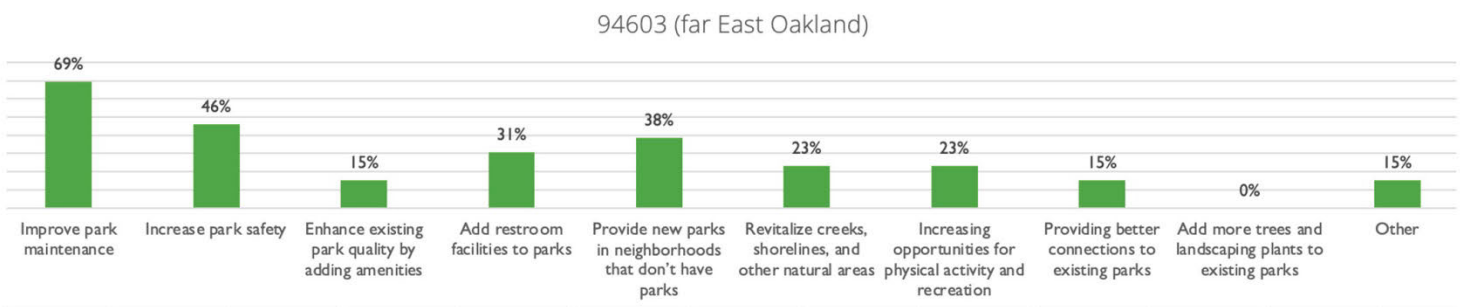 94603 (far East Oakland)
69%
46%
15%
31%
38%
23%
23%
15%
0%
15%
Improve park
maintenance
Increase park safety
Enhance existing
park quality by
adding amenities
Add restroom
facilities to parks
Provide new parks
in neighborhoods
that don't have
parks
Revitalize creeks,
shorelines, and
other natural areas
Increasing
opportunities for
physical activity and
recreation
Providing better
connections to
existing parks
Add more trees and
landscaping plants to
existing parks
Other